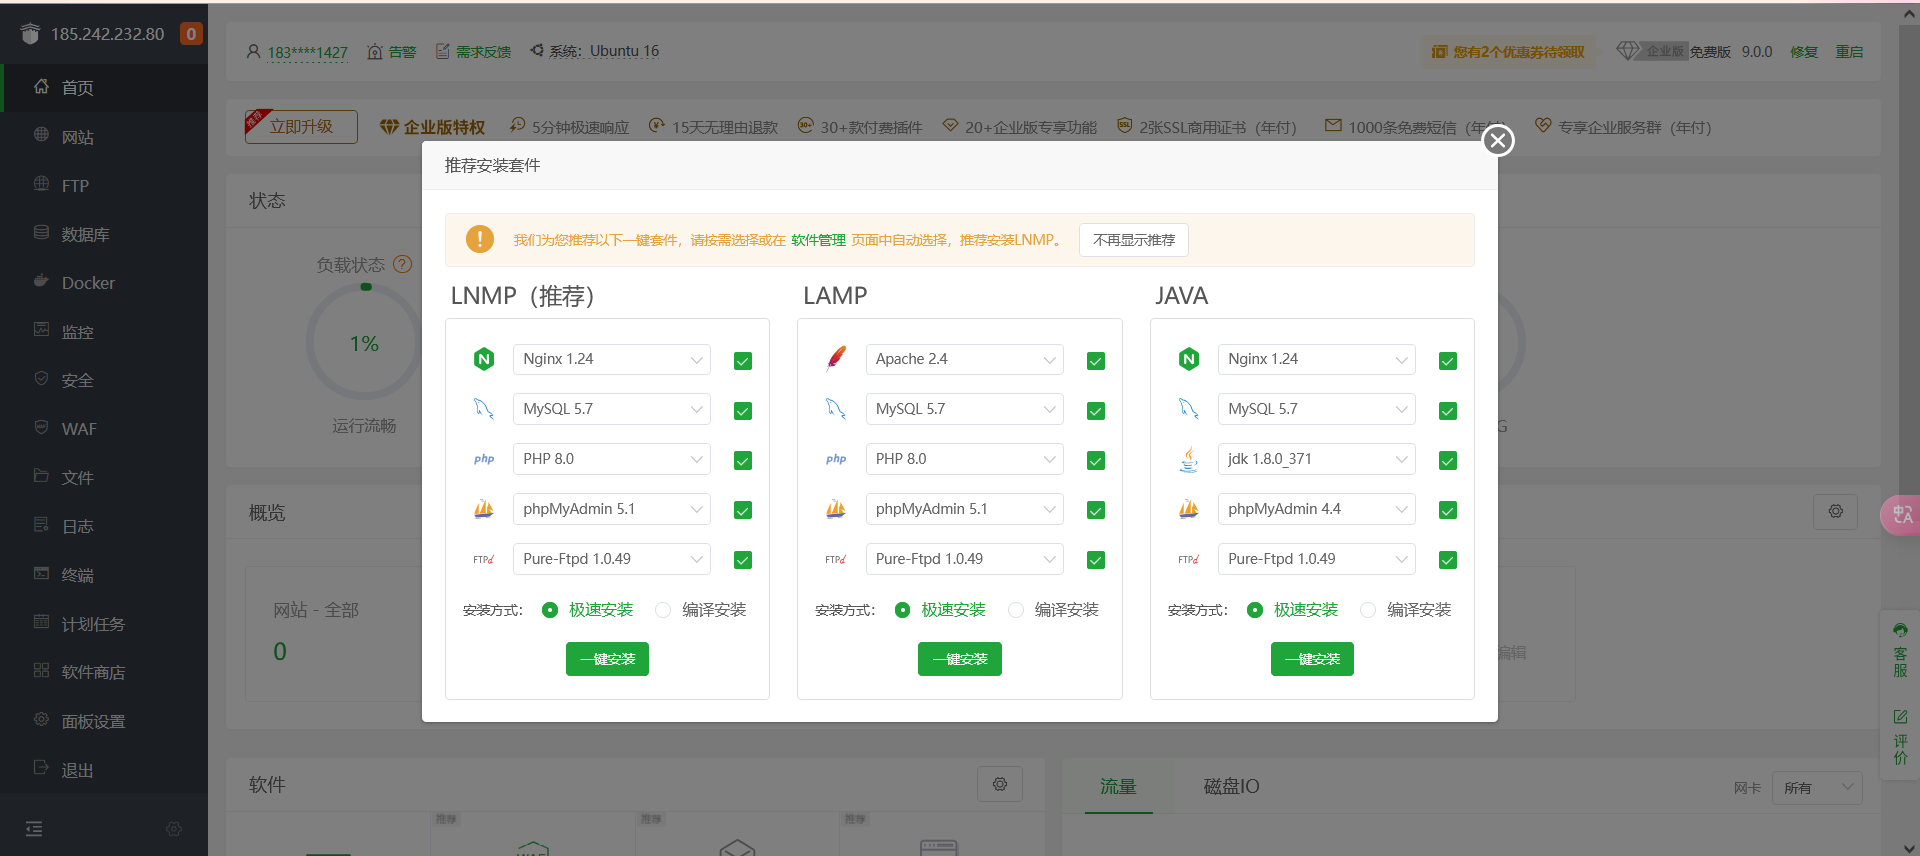 185.242.232.80 0
首页
网站
FTP
数据库
Docker
监控
安全
WAF
文件
日志
终端
计划任务
软件商店
面板设置
退出
183****1427 告警 需求反馈 系统：Ubuntu 16
您有2个优惠券待领取 企业版 免费版 9.0.0 修复 重启
推荐 立即升级 企业版特权 5分钟极速响应 15天无理由退款 30+款付费插件 20+企业版专享功能 2张SSL商用证书（年付） 1000条免费短信（年付） 专享企业服务群（年付）
状态
负载状态
1%
运行流畅
概览
网站 - 全部
0
推荐安装套件
我们为您推荐以下一键套件，请按需选择或在 软件管理 页面中自动选择，推荐安装LNMP。 不再显示推荐
LNMP（推荐）
Nginx 1.24
MySQL 5.7
php PHP 8.0
phpMyAdmin 5.1
FTPd Pure-Ftpd 1.0.49
安装方式： 极速安装 编译安装
一键安装
LAMP
Apache 2.4
MySQL 5.7
php PHP 8.0
phpMyAdmin 5.1
FTPd Pure-Ftpd 1.0.49
安装方式： 极速安装 编译安装
一键安装
JAVA
Nginx 1.24
MySQL 5.7
jdk 1.8.0_371
phpMyAdmin 4.4
FTPd Pure-Ftpd 1.0.49
安装方式： 极速安装 编译安装
一键安装
G
编辑
软件
推荐 推荐 推荐
流量 磁盘IO 网卡 所有
客服
评价